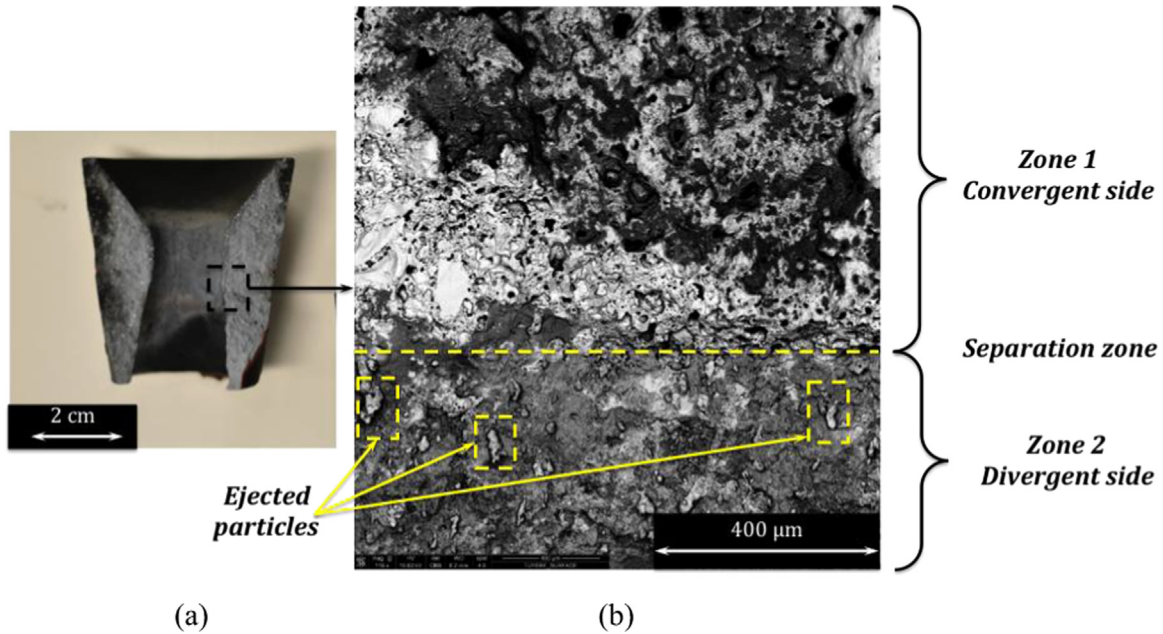 Zone 1
Convergent side
Separation zone
2 cm
Zone 2
Divergent side
Ejected
particles
400 μm
(a)
(b)